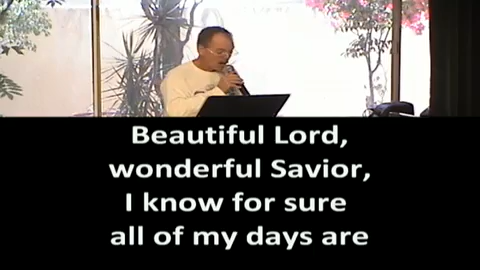 Beautiful Lord,
wonderful Savior,
I know for sure
all of my days are